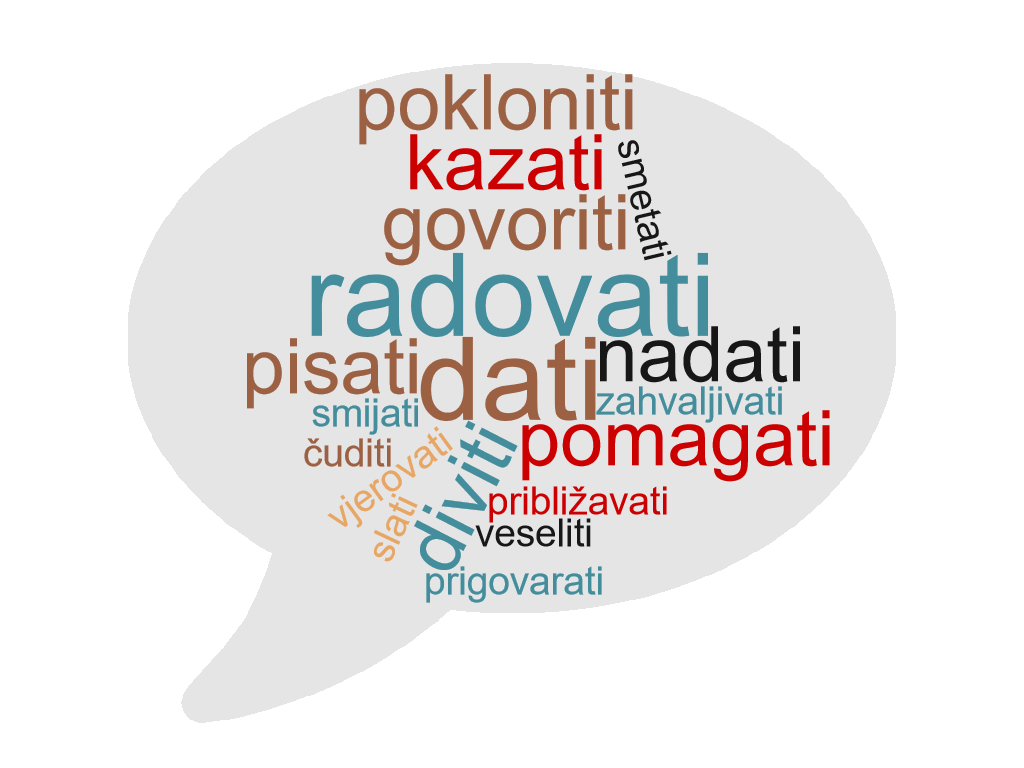 pokloniti
kazati
smetati
govoriti
radovati
nadati
pisati
dati
zahvaljivati
smijati
pomagati
čuditi
vjerovati
diviti
slati
približavati
veseliti
prigovarati